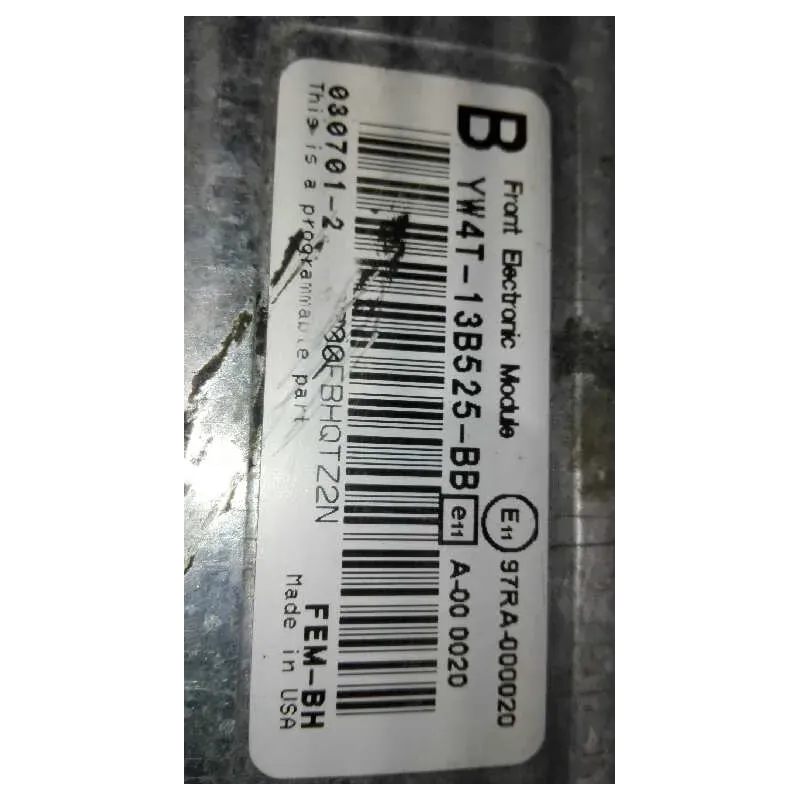 Front Electronic Module
E11 97RA-000020
B YW4T-13B525-BB
e11 A-00 0020
FBHQTZ2N
030701-2
FEM-BH
This is a programmable part
Made in USA